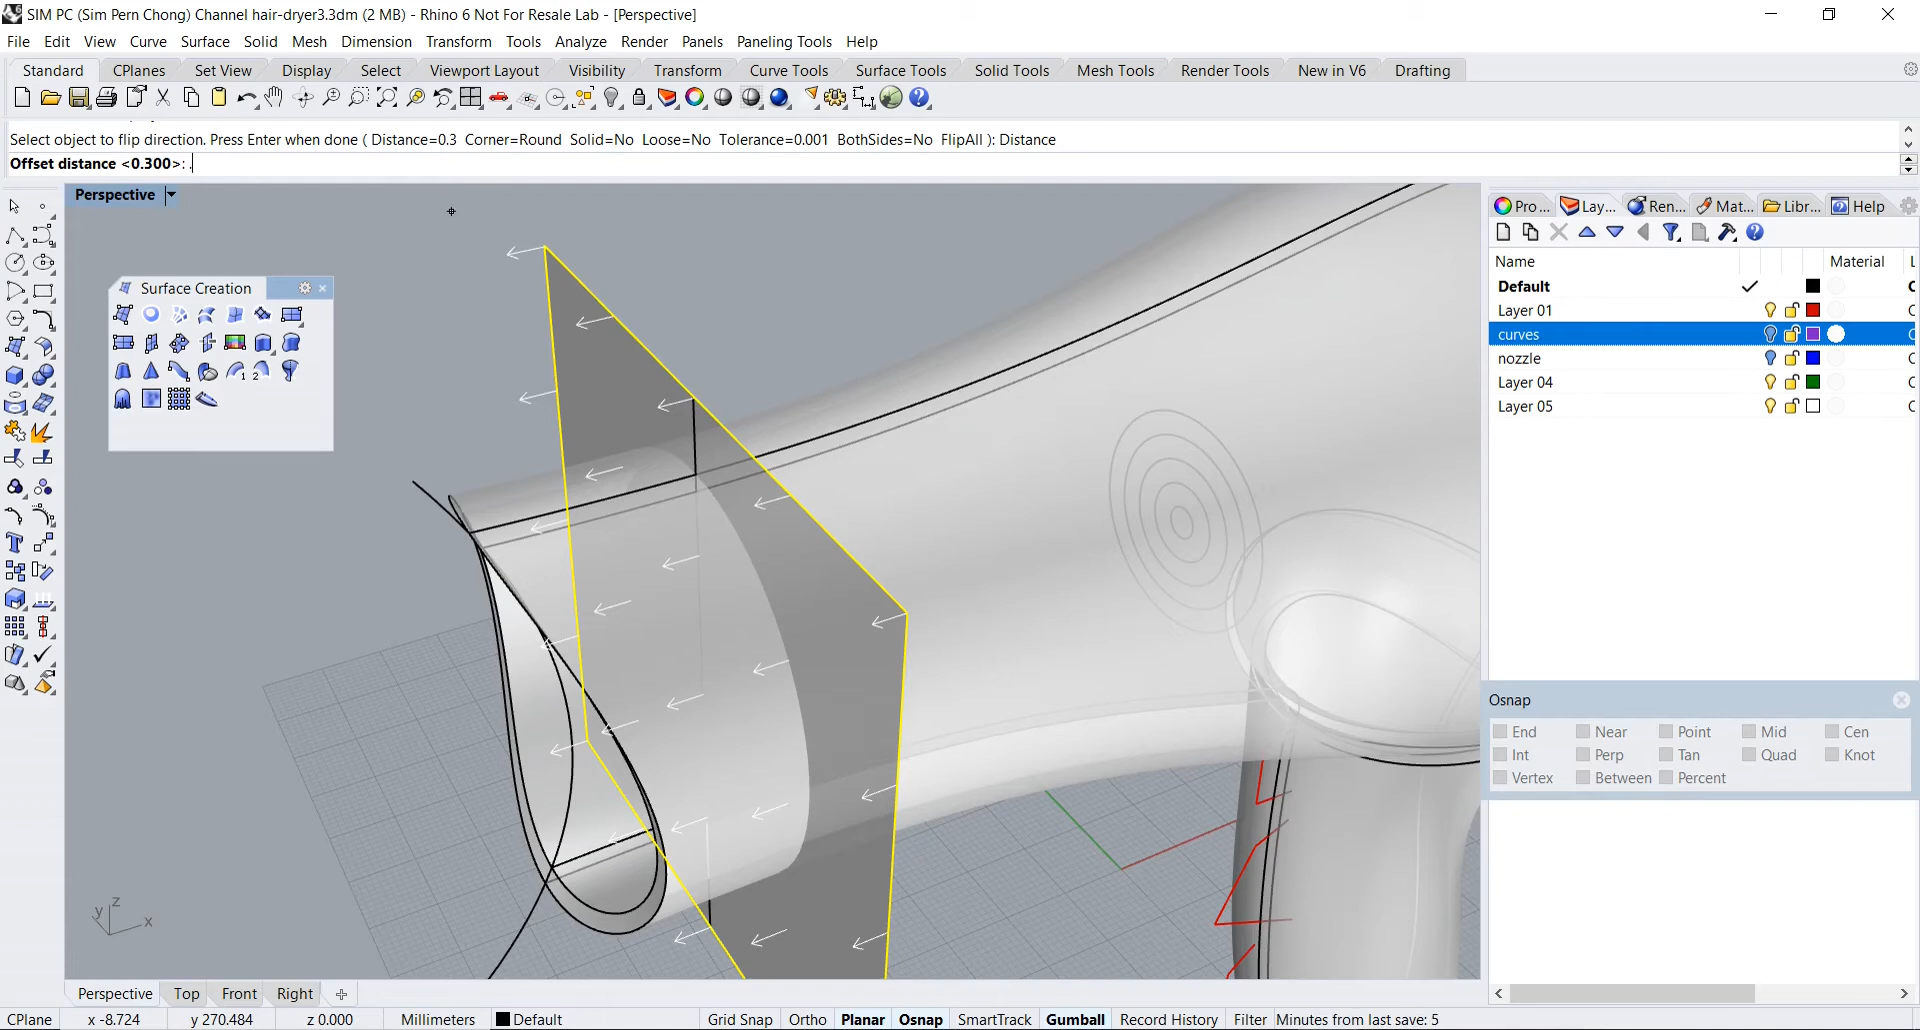 SIM PC (Sim Pern Chong) Channel hair-dryer3.3dm (2 MB) - Rhino 6 Not For Resale Lab - [Perspective]
File Edit View Curve Surface Solid Mesh Dimension Transform Tools Analyze Render Panels Paneling Tools Help
Standard CPlanes Set View Display Select Viewport Layout Visibility Transform Curve Tools Surface Tools Solid Tools Mesh Tools Render Tools New in V6 Drafting
Select object to flip direction. Press Enter when done ( Distance=0.3 Corner=Round Solid=No Loose=No Tolerance=0.001 BothSides=No FlipAll ): Distance
Offset distance <0.300>: .
Perspective
Surface Creation
1 2
z
y
x
Pro... Lay... Ren... Mat... Libr... Help
Name Material L
Default C
Layer 01 C
curves C
nozzle C
Layer 04 C
Layer 05 C
Osnap
End Near Point Mid Cen
Int Perp Tan Quad Knot
Vertex Between Percent
Perspective Top Front Right
CPlane x -8.724 y 270.484 z 0.000 Millimeters Default Grid Snap Ortho Planar Osnap SmartTrack Gumball Record History Filter Minutes from last save: 5